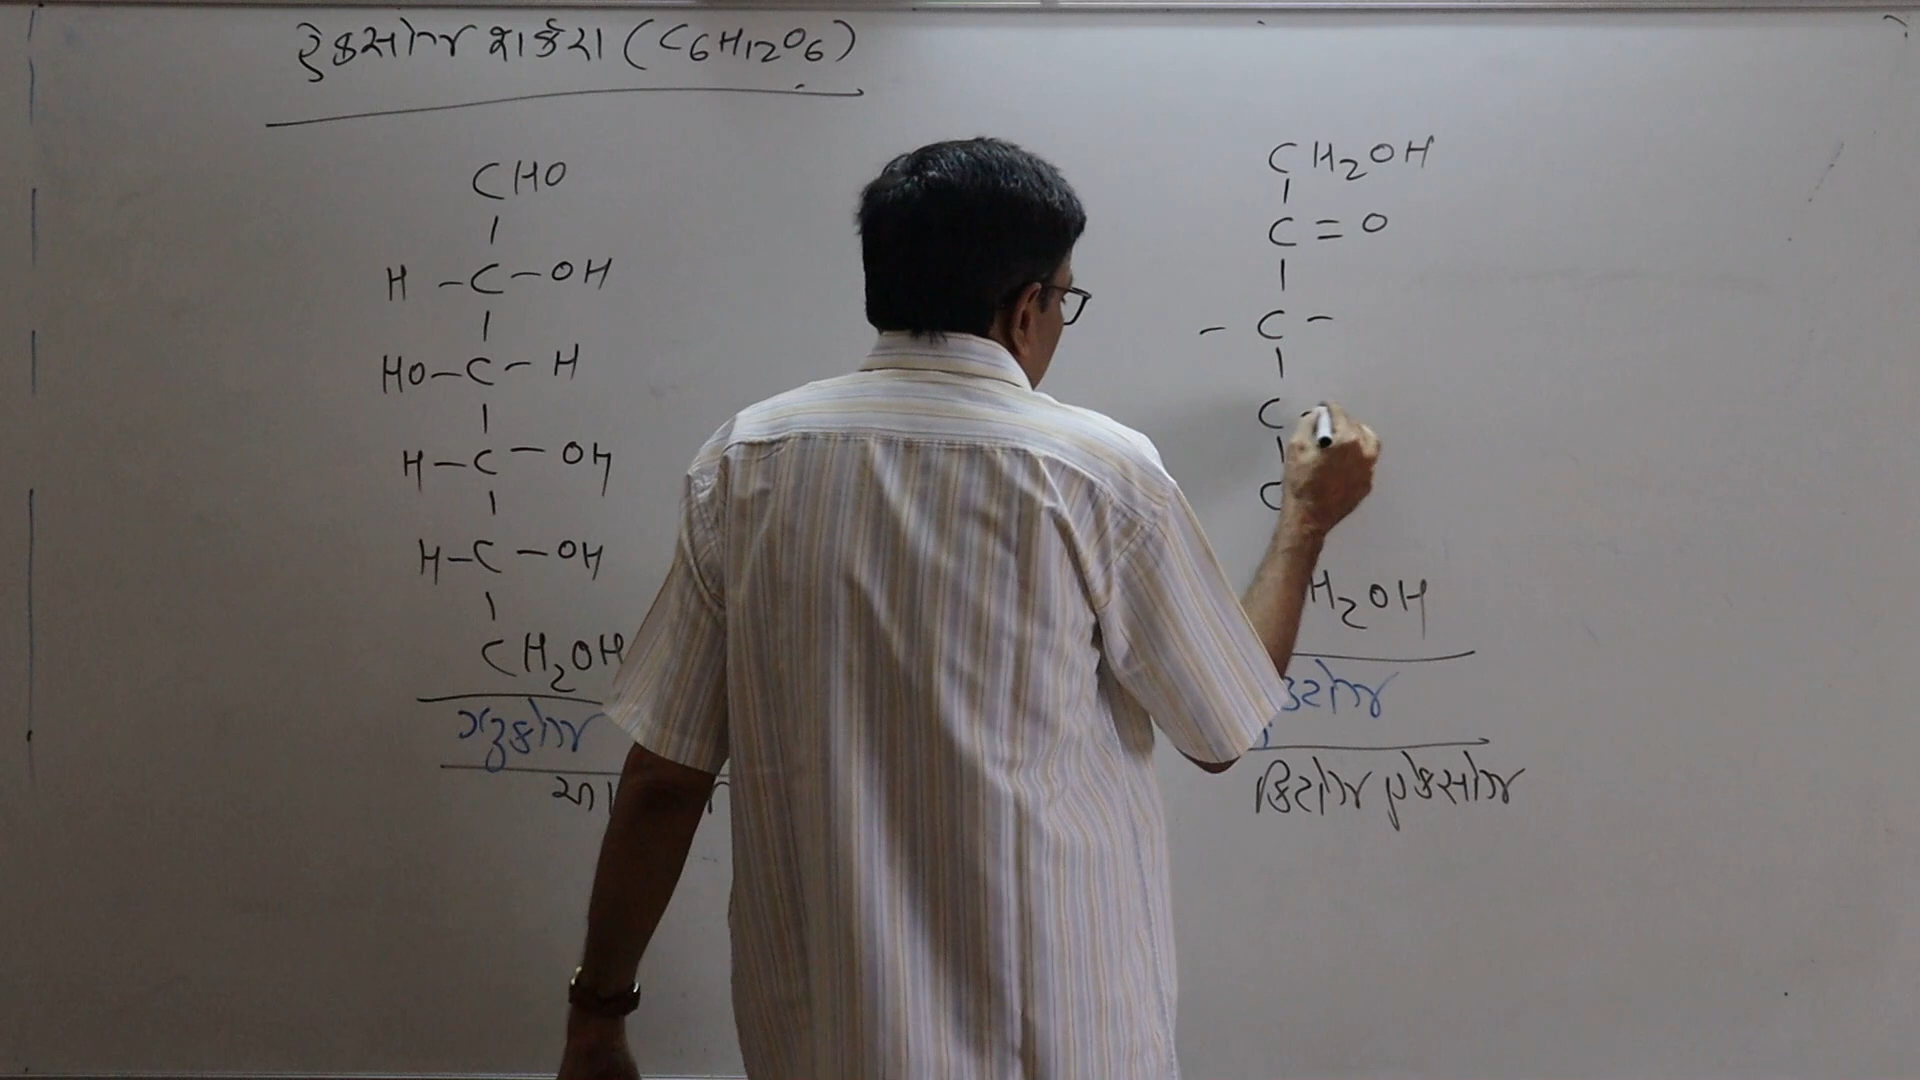 હેક્સોઝ શર્કરા (C6H12O6)
CHO
H - C - OH
HO - C - H
H - C - OH
H - C - OH
CH2OH
ગ્લુકોઝ
CH2OH
C = O
- C -
C
C
H2OH
કિટોઝ હેક્સોઝ